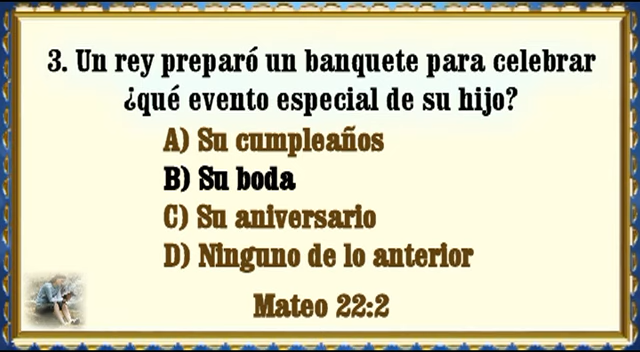 3. Un rey preparó un banquete para celebrar
¿qué evento especial de su hijo?
A) Su cumpleaños
B) Su boda
C) Su aniversario
D) Ninguno de lo anterior
Mateo 22:2